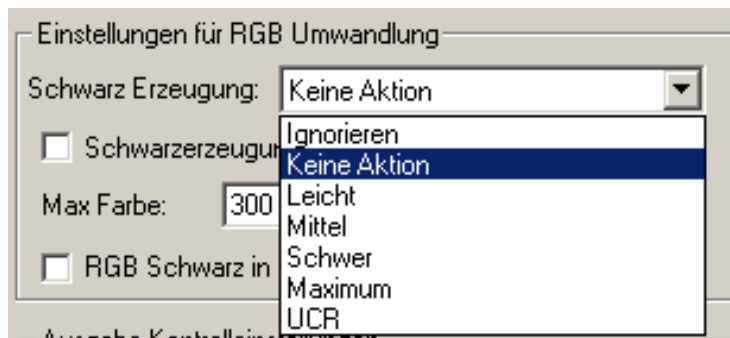 Einstellungen für RGB Umwandlung
Schwarz Erzeugung: Keine Aktion
Ignorieren
Schwarzerzeugun
Keine Aktion
Leicht
Max Farbe: 300
Mittel
Schwer
RGB Schwarz in
Maximum
UCR